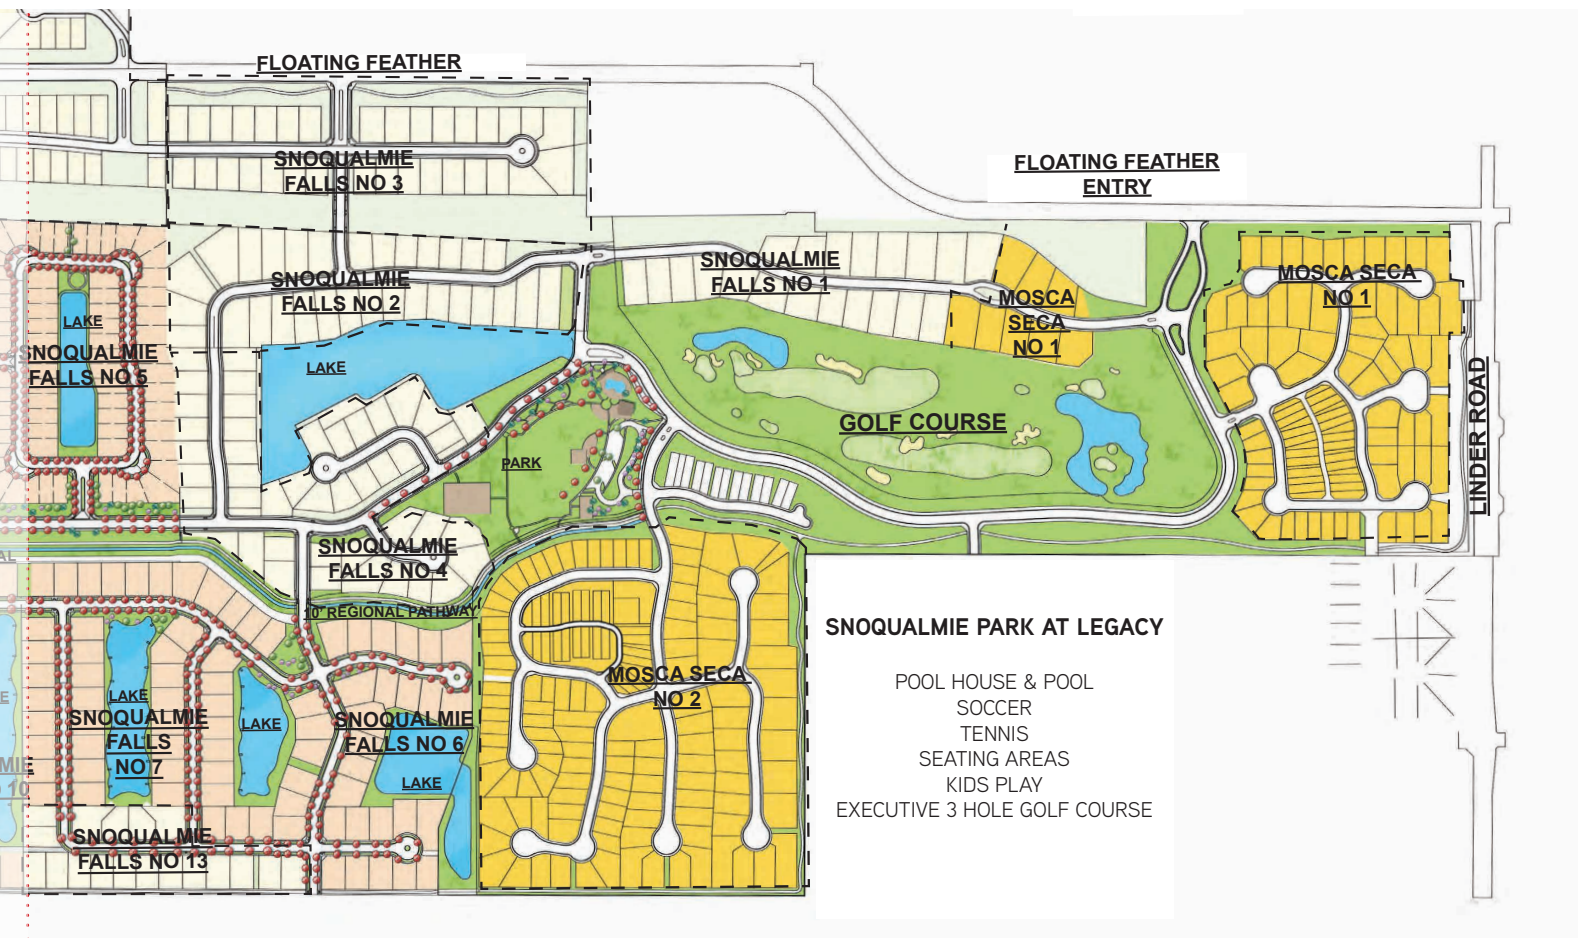 FLOATING FEATHER
SNOQUALMIE
FALLS NO 3
FLOATING FEATHER
ENTRY
SNOQUALMIE
FALLS NO 2
SNOQUALMIE
FALLS NO 1
MOSCA SECA
NO 1
MOSCA
SECA
NO 1
LAKE
SNOQUALMIE
FALLS NO 5
LAKE
GOLF COURSE
LINDER ROAD
PARK
SNOQUALMIE
FALLS NO 4
AL
10' REGIONAL PATHWAY
SNOQUALMIE PARK AT LEGACY
POOL HOUSE & POOL
SOCCER
TENNIS
SEATING AREAS
KIDS PLAY
EXECUTIVE 3 HOLE GOLF COURSE
MOSCA SECA
NO 2
LAKE
SNOQUALMIE
FALLS
NO 7
LAKE
SNOQUALMIE
FALLS NO 6
LAKE
SNOQUALMIE
FALLS NO 13